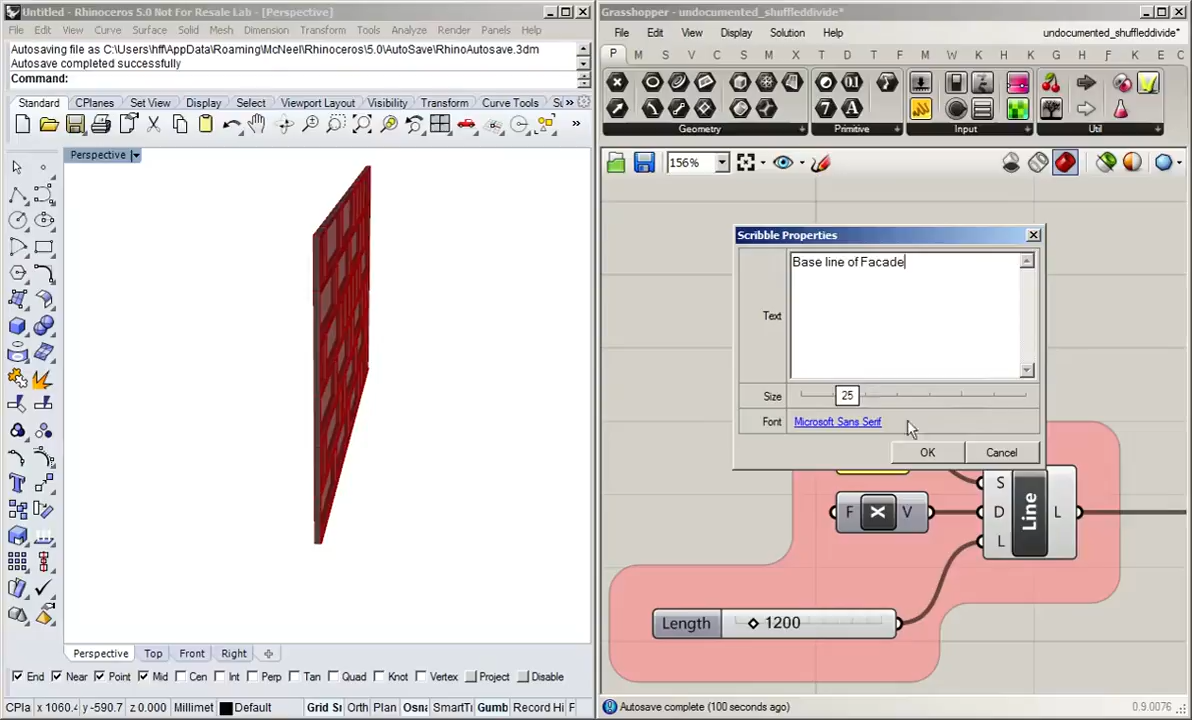 Untitled - Rhinoceros 5.0 Not For Resale Lab - [Perspective]
File Edit View Curve Surface Solid Mesh Dimension Transform Tools Analyze Render Panels
Autosaving file as C:\Users\hff\AppData\Roaming\McNeel\Rhinoceros\5.0\AutoSave\RhinoAutosave.3dm
Autosave completed successfully
Command:
Standard CPlanes Set View Display Select Viewport Layout Visibility Transform Curve Tools »
»
Perspective
Perspective Top Front Right
End Near Point Mid Cen Int Perp Tan Quad Knot Vertex Project Disable
CPla x 1060.4 y -590.7 z 0.000 Millimet Default Grid Sr Orth Plan Osna SmartTi Gumb Record Hi F
Grasshopper - undocumented_shuffleddivide*
File Edit View Display Solution Help undocumented_shuffleddivide*
P M S V C S M I T D T A W M W K L F H K G H E C
Geometry Primitive Input Util
156%
Scribble Properties
Text
Base line of Facade
Size 25
Font Microsoft Sans Serif
OK Cancel
S
F V D Line L
L
Length 1200
Autosave complete (100 seconds ago) 0.9.0076